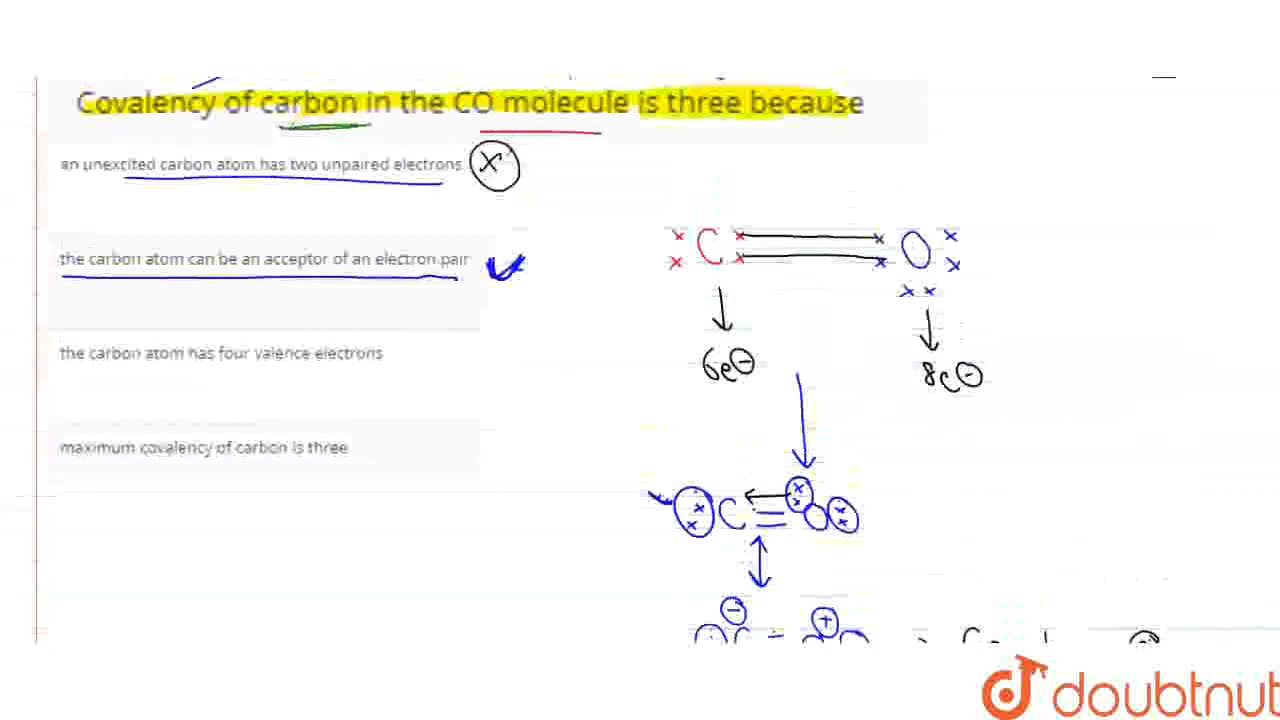 Covalency of carbon in the CO molecule is three because
an unexcited carbon atom has two unpaired electrons
x
the carbon atom can be an acceptor of an electron pair
the carbon atom has four valence electrons
maximum covalency of carbon is three
x C x x O x
x x x x
x x
6e⊖ 8e⊖
x x C x x O x x
⊖ ⊕
doubtnut